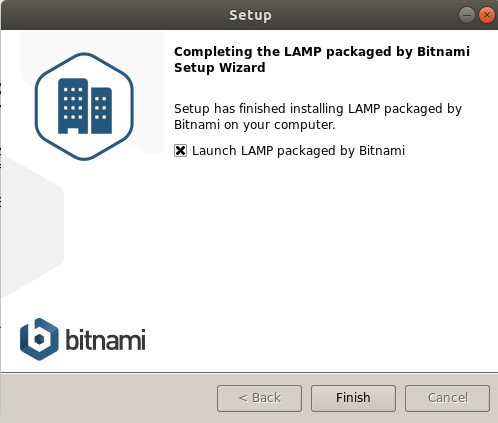 Setup
Completing the LAMP packaged by Bitnami
Setup Wizard
Setup has finished installing LAMP packaged by
Bitnami on your computer.
Launch LAMP packaged by Bitnami
bitnami
< Back
Finish
Cancel